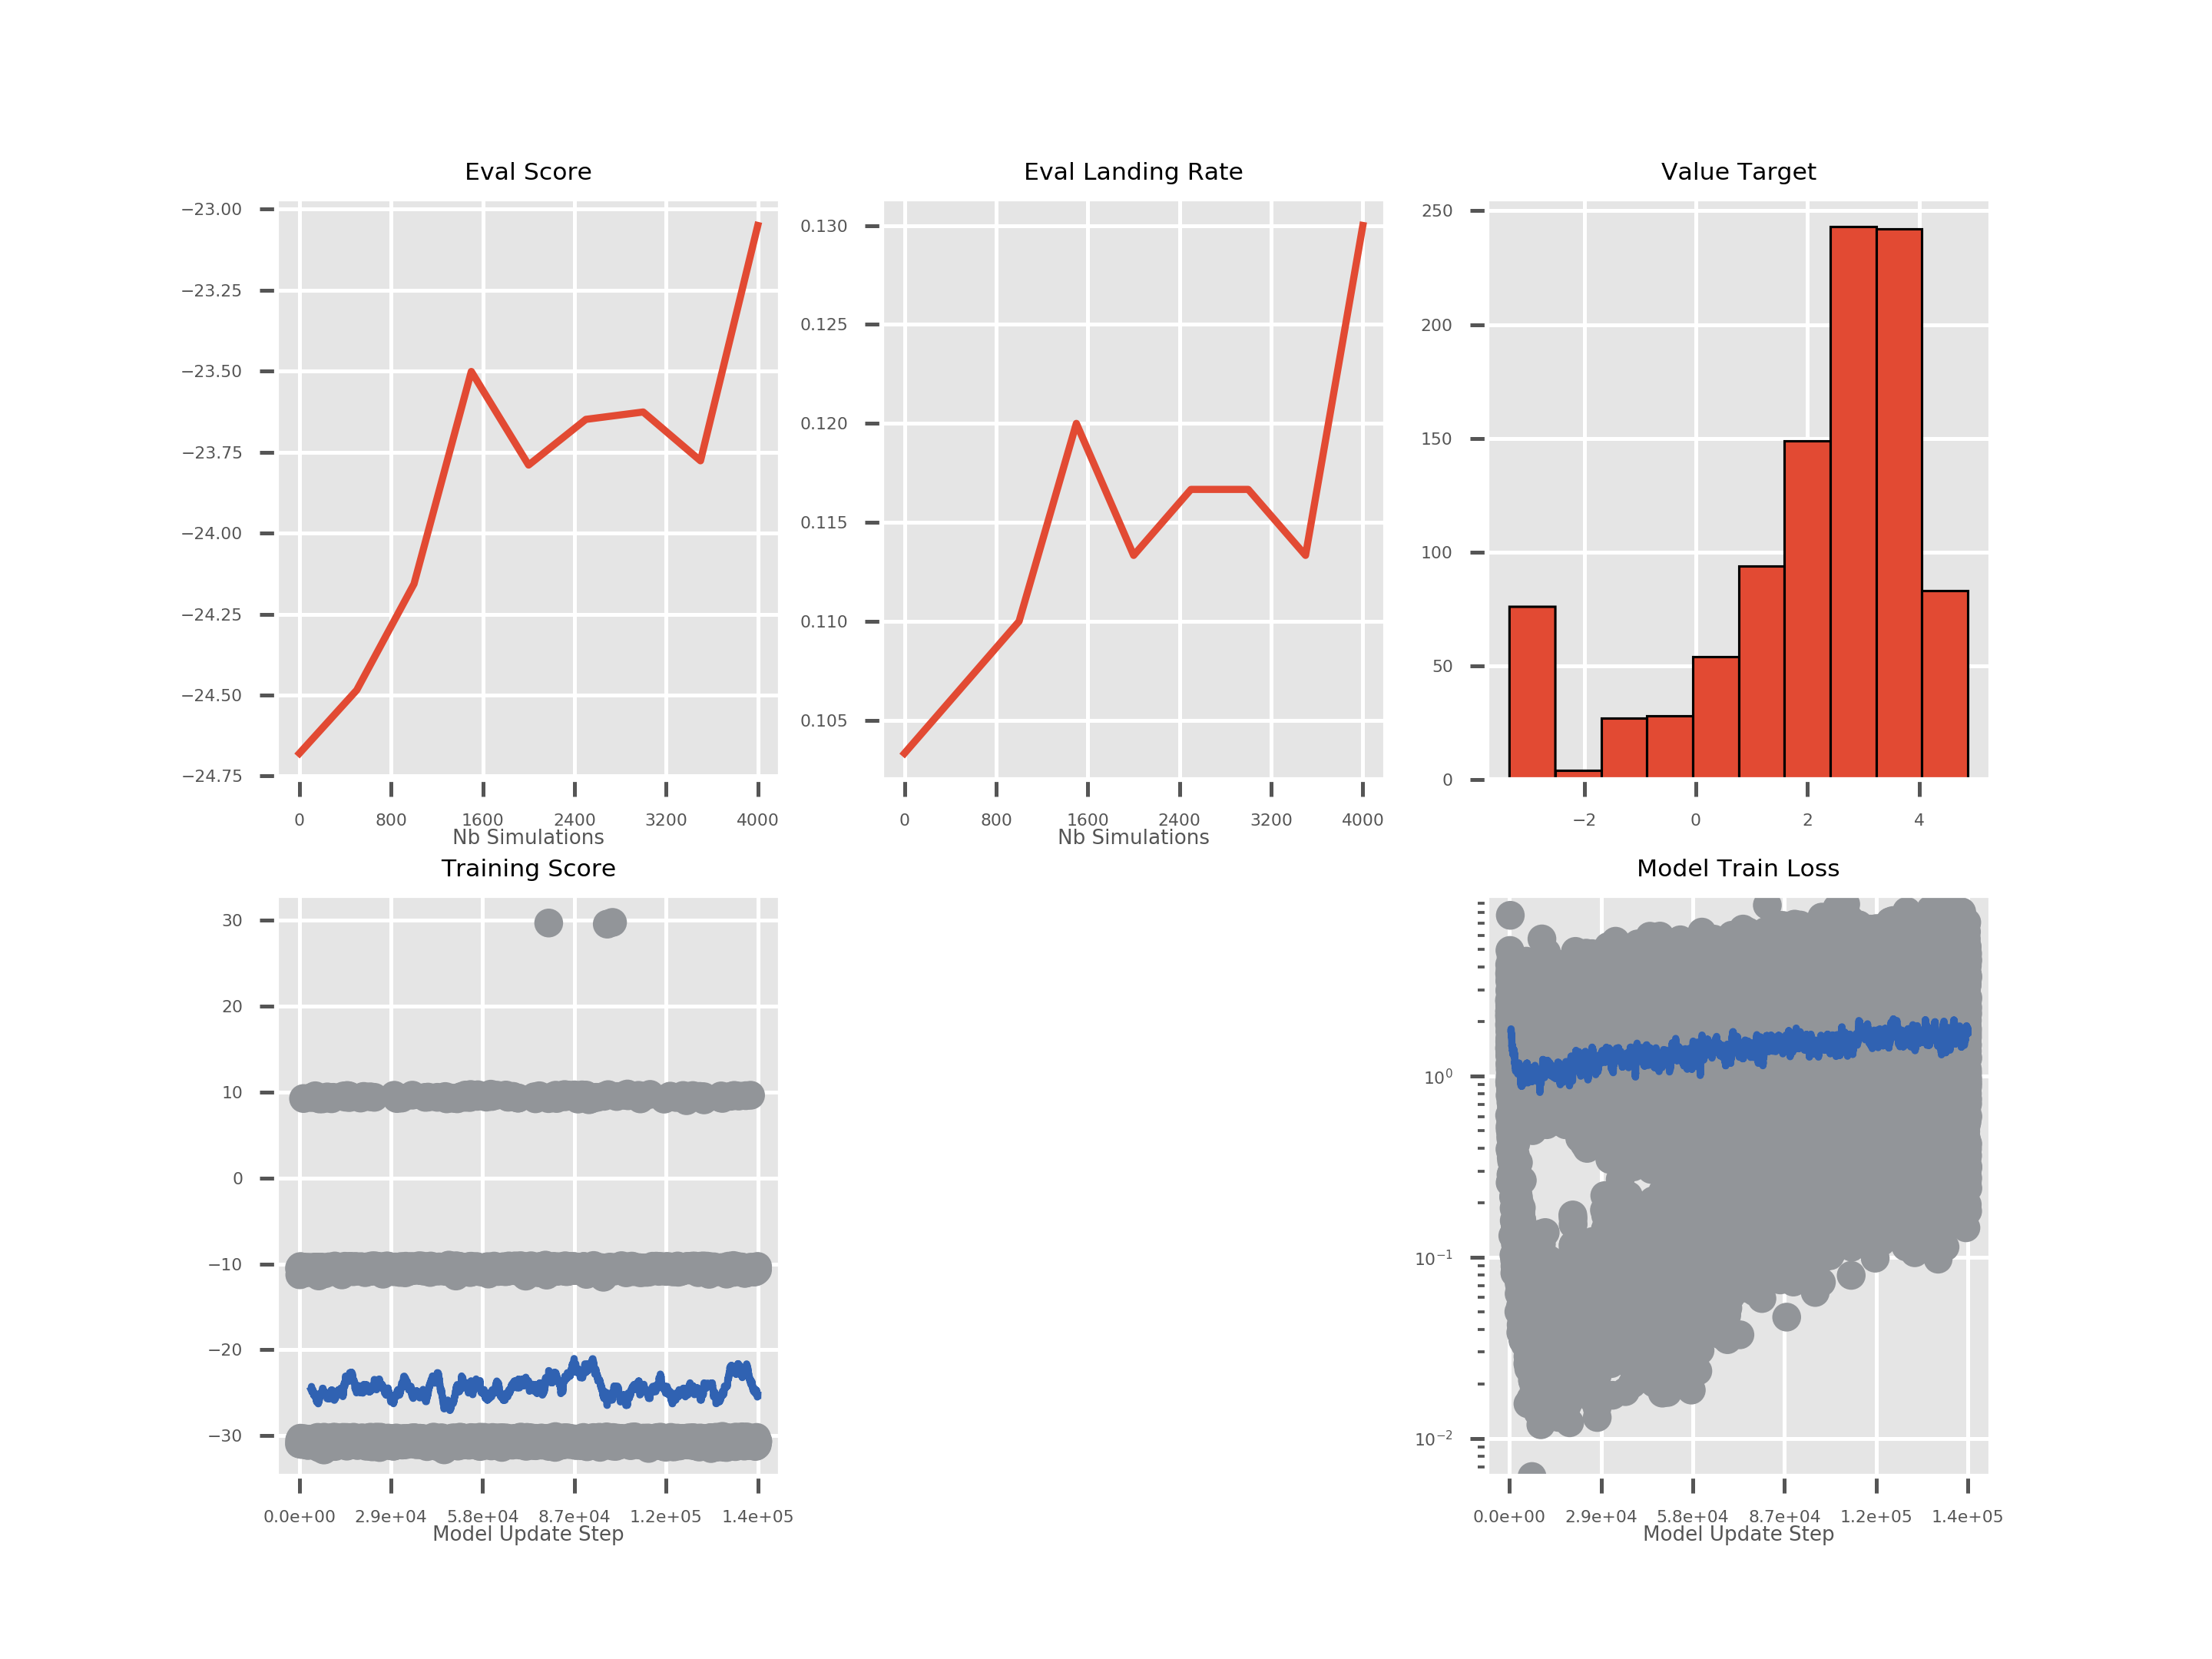 Eval Score
−23.00
−23.25
−23.50
−23.75
−24.00
−24.25
−24.50
−24.75
0 800 1600 2400 3200 4000
Nb Simulations
Eval Landing Rate
0.130
0.125
0.120
0.115
0.110
0.105
0 800 1600 2400 3200 4000
Nb Simulations
Value Target
250
200
150
100
50
0
−2 0 2 4
Training Score
30
20
10
0
−10
−20
−30
0.0e+00 2.9e+04 5.8e+04 8.7e+04 1.2e+05 1.4e+05
Model Update Step
Model Train Loss
10⁰
10⁻¹
10⁻²
0.0e+00 2.9e+04 5.8e+04 8.7e+04 1.2e+05 1.4e+05
Model Update Step